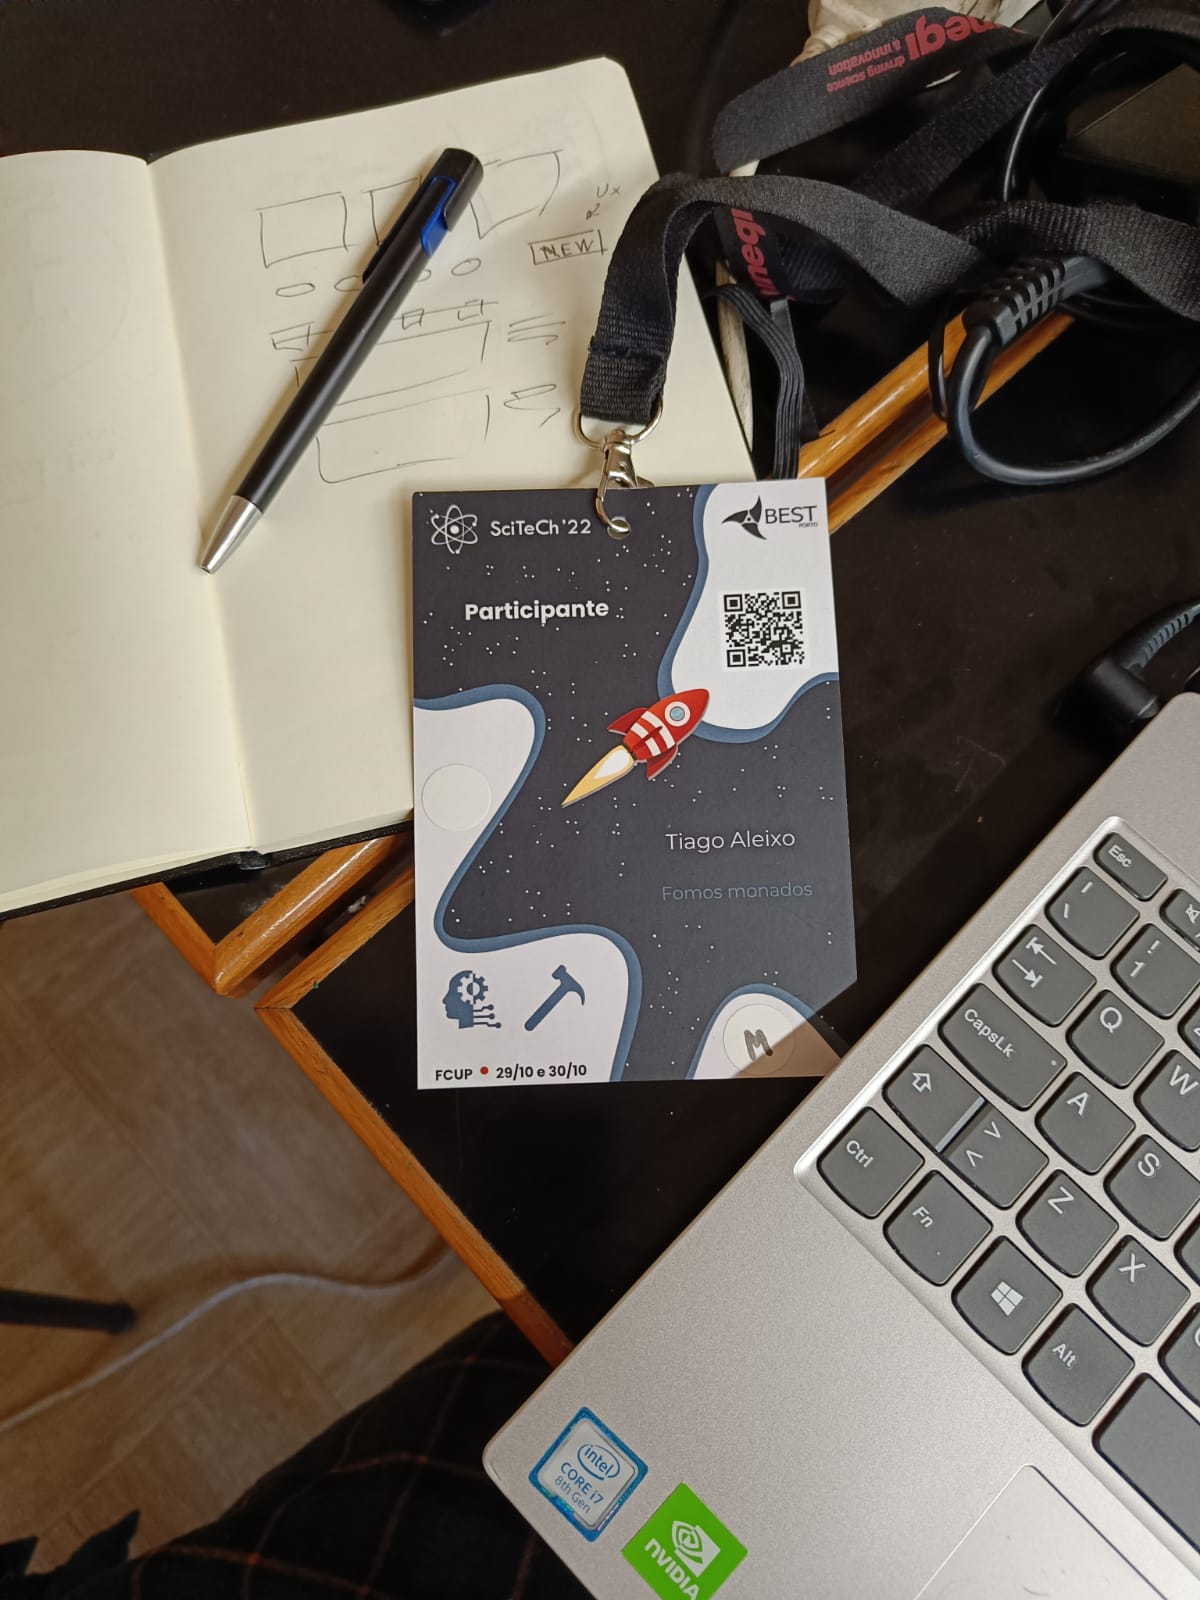 driving science
& innovation
Ux
NEW
SciTeCh'22
BEST
PORTO
Participante
Tiago Aleixo
Fomos monados
M
FCUP • 29/10 e 30/10
Esc
!
1
Q
CapsLk
W
A
S
>
<
Z
Ctrl
Fn
X
Alt
intel
CORE i7
8th Gen
NVIDIA